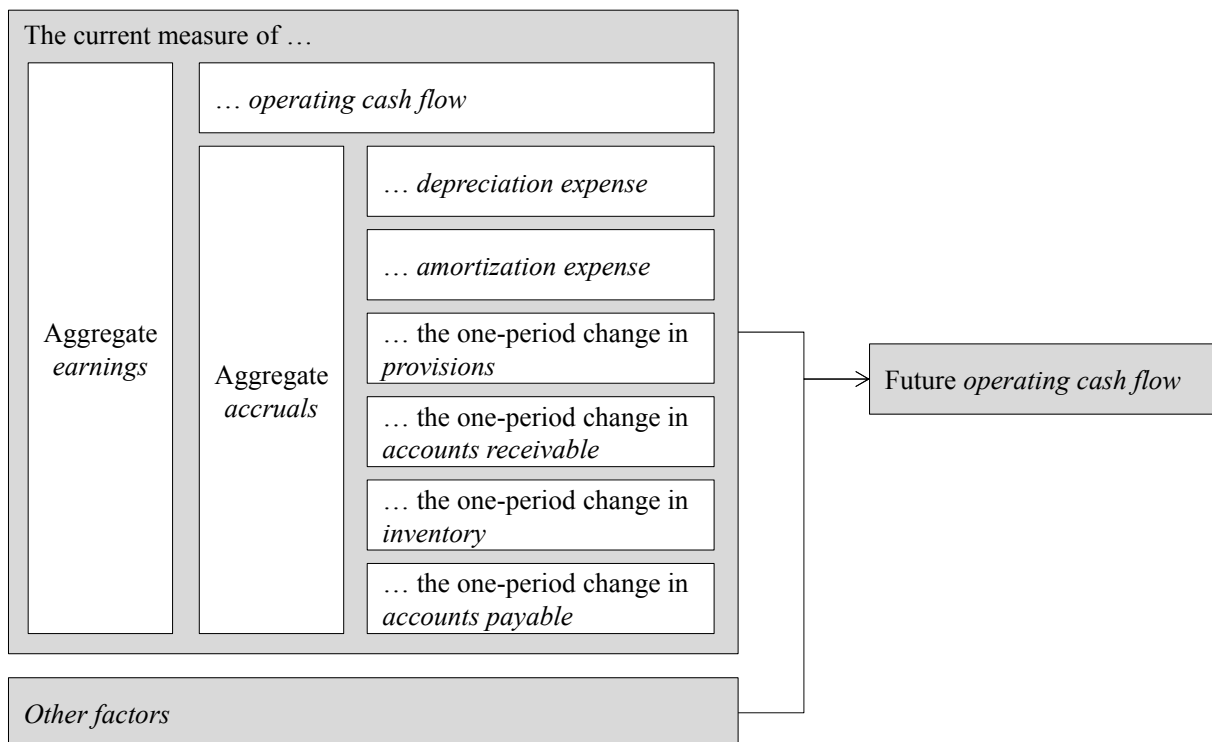 The current measure of …
… operating cash flow
… depreciation expense
… amortization expense
Aggregate
earnings
Aggregate
accruals
… the one-period change in
provisions
… the one-period change in
accounts receivable
… the one-period change in
inventory
… the one-period change in
accounts payable
Future operating cash flow
Other factors